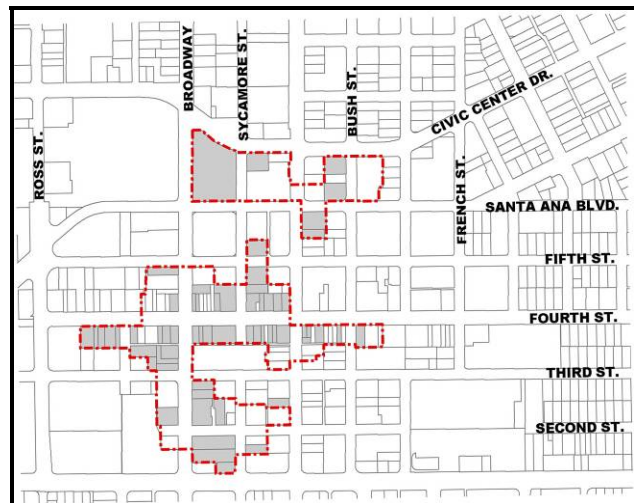 BROADWAY
SYCAMORE ST.
BUSH ST.
CIVIC CENTER DR.
ROSS ST.
FRENCH ST.
SANTA ANA BLVD.
FIFTH ST.
FOURTH ST.
THIRD ST.
SECOND ST.